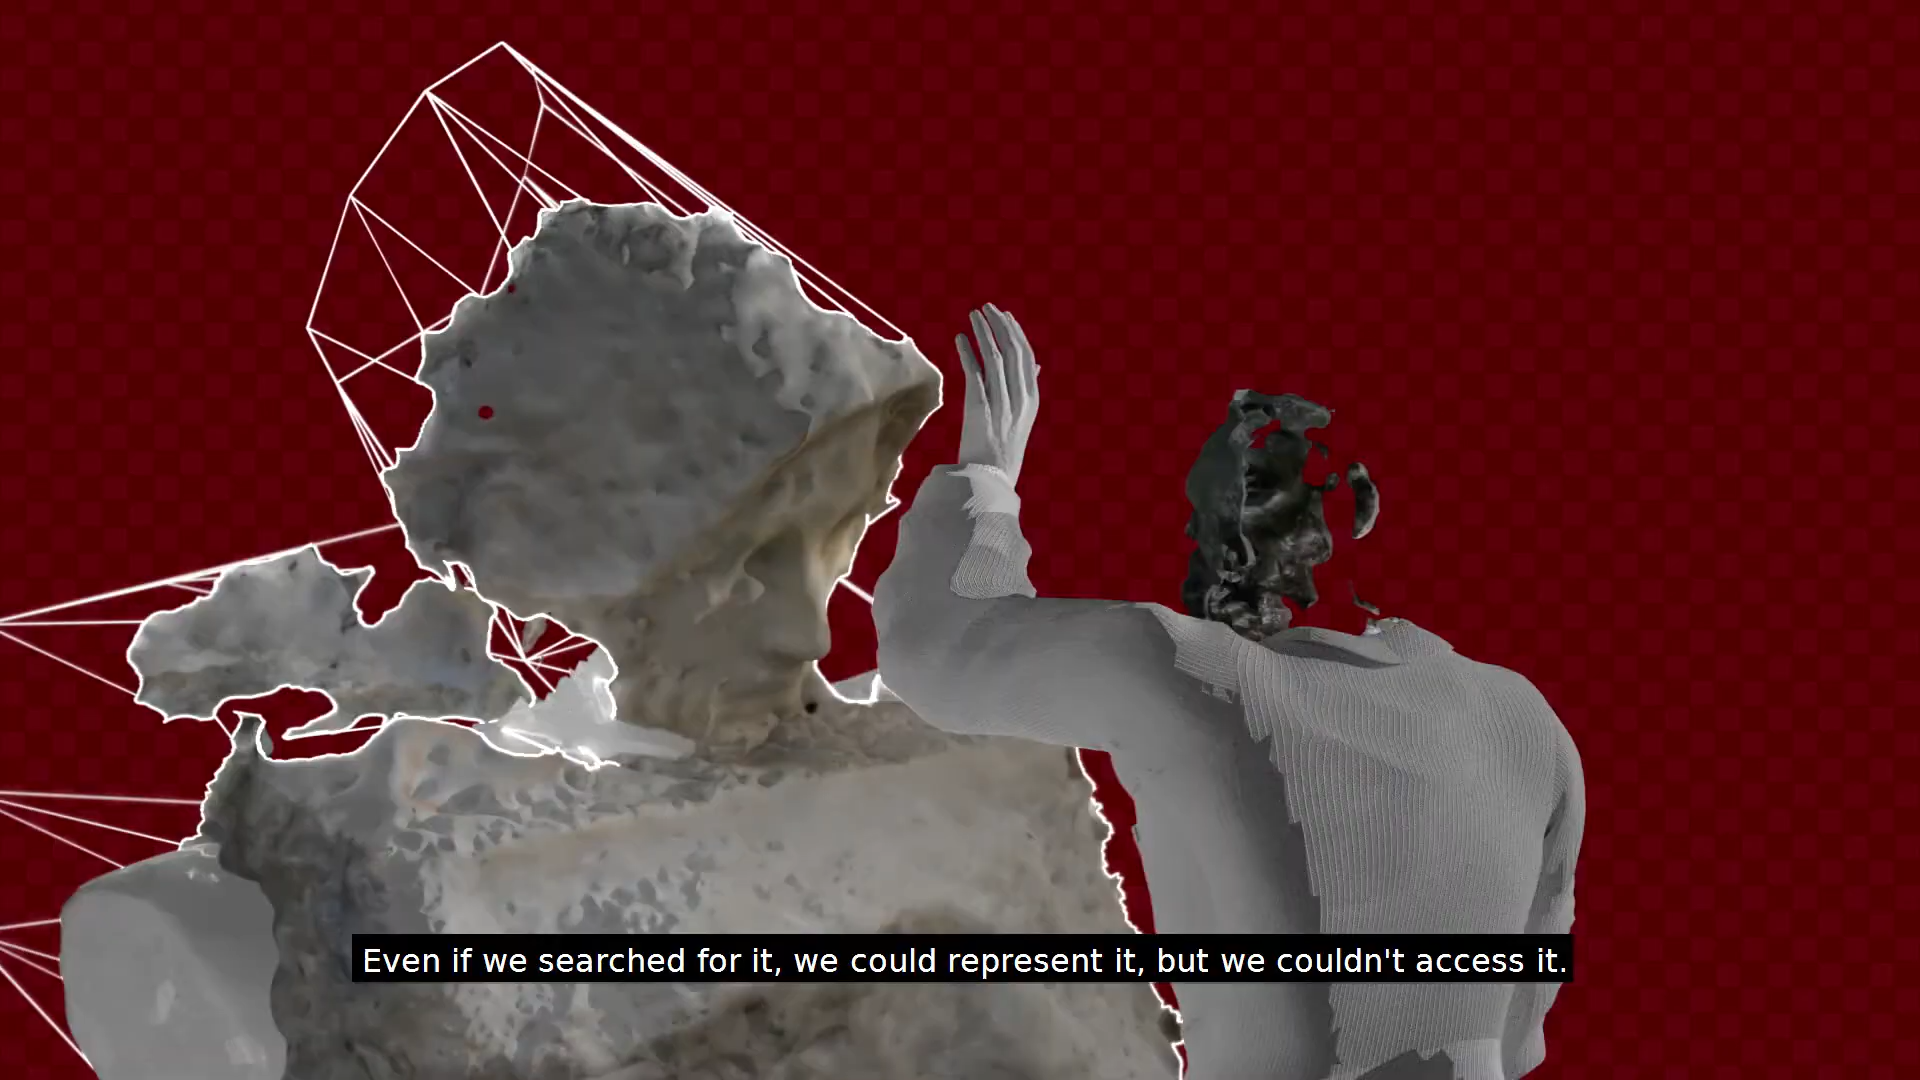 Even if we searched for it, we could represent it, but we couldn't access it.